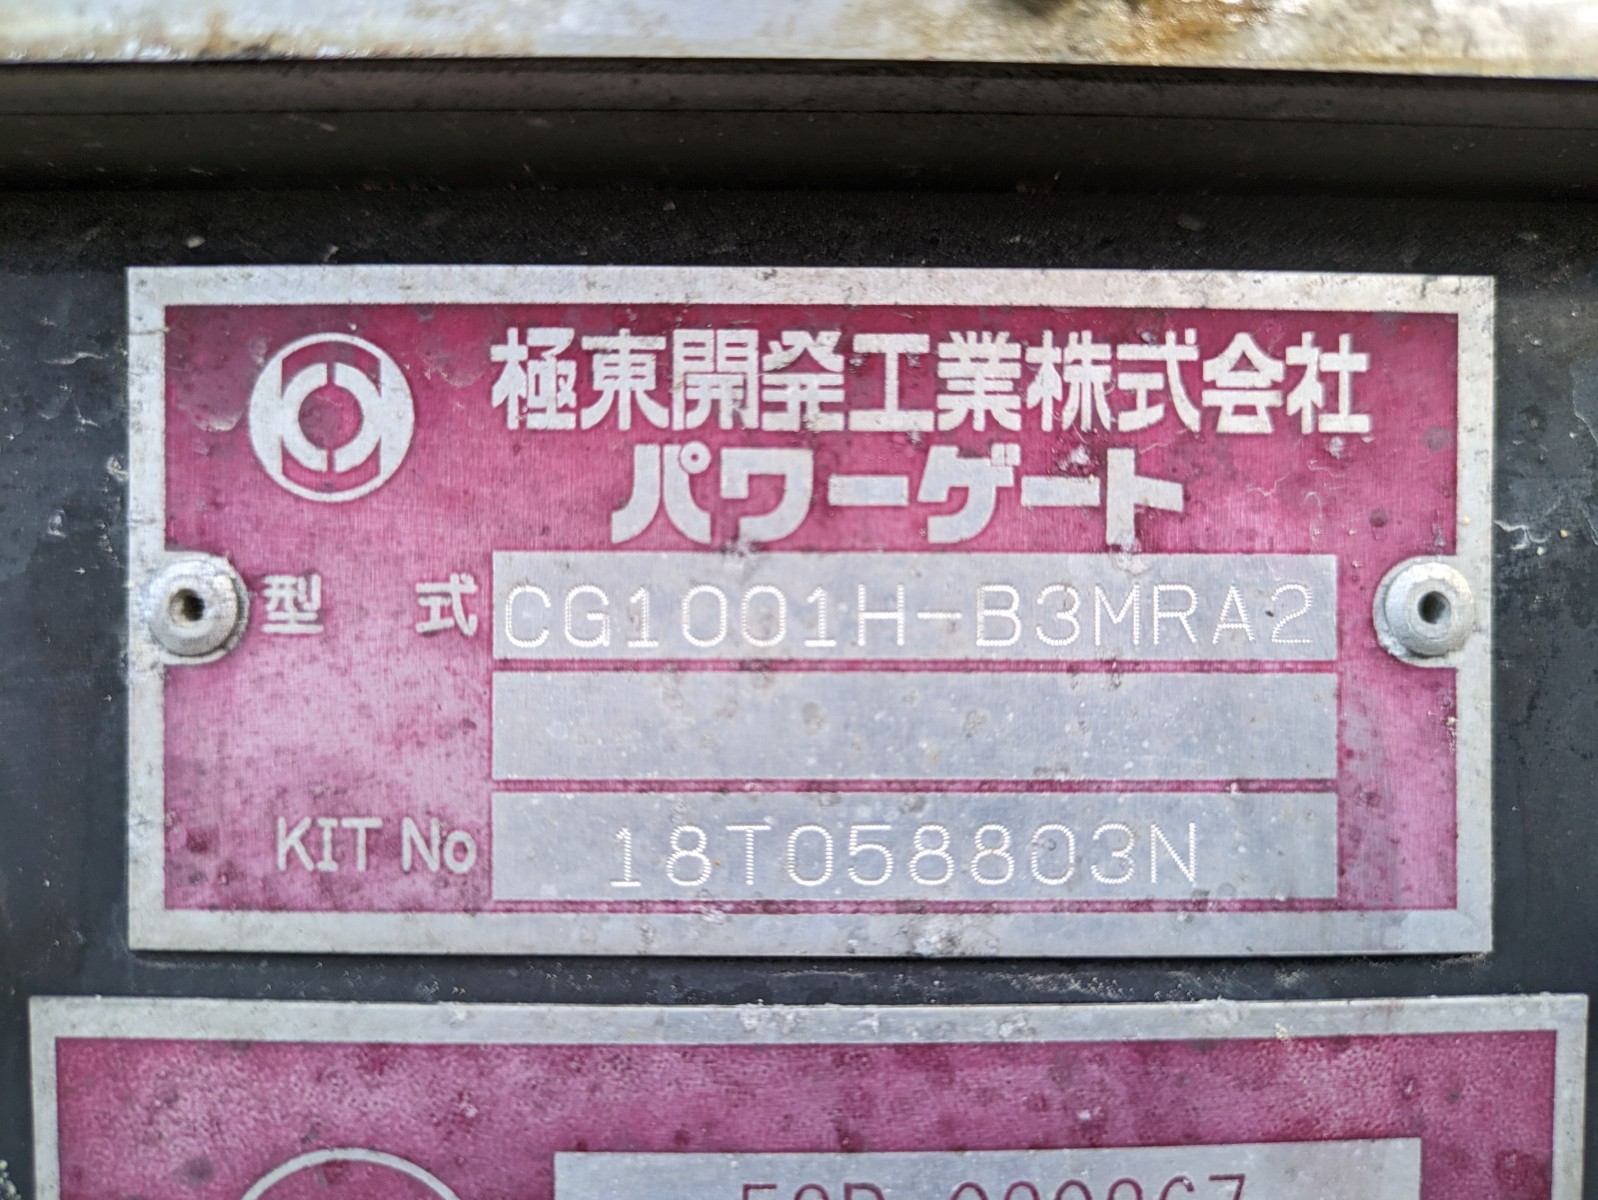 極東開発工業株式会社
パワーゲート
型 式 CG1001H-B3MRA2
KIT No 18T058803N